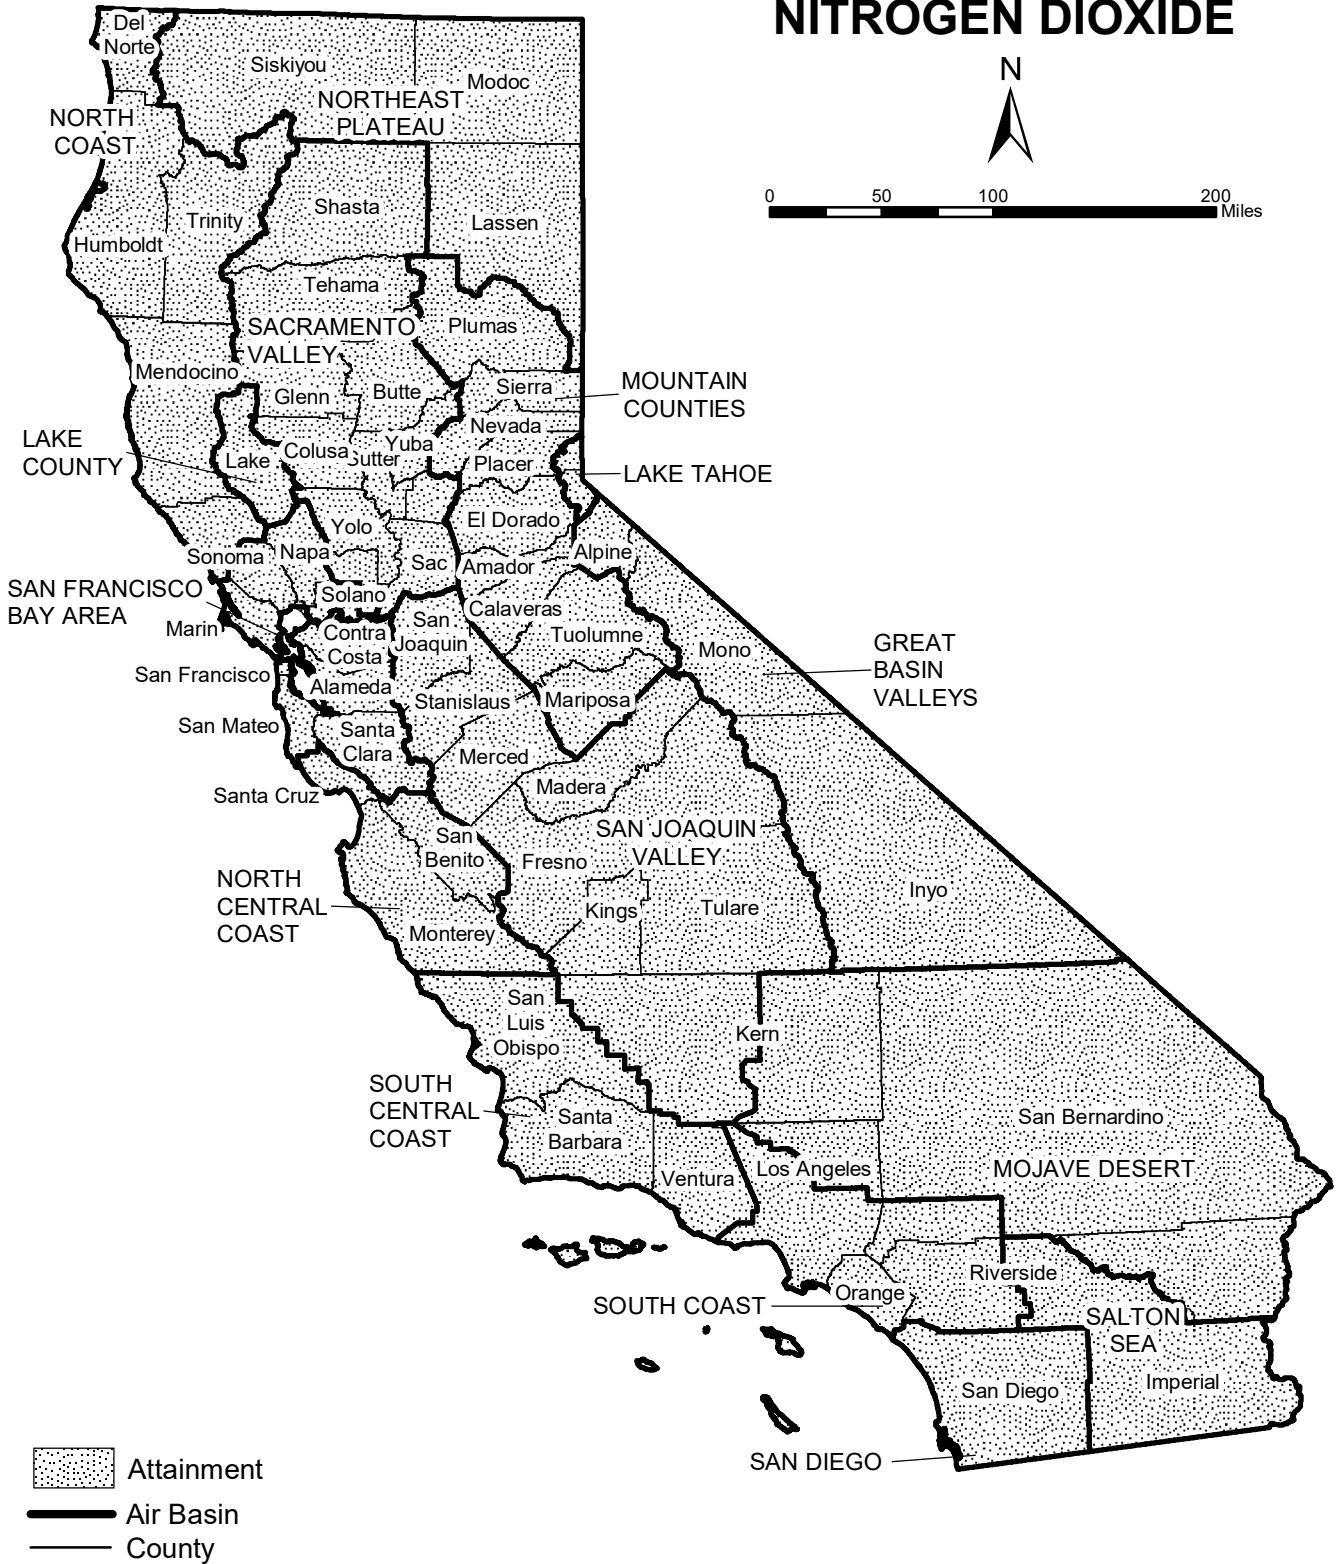 NITROGEN DIOXIDE
N
0 50 100 200
Miles
Del
Norte
Siskiyou
Modoc
NORTHEAST
PLATEAU
NORTH
COAST
Shasta
Trinity
Lassen
Humboldt
Tehama
SACRAMENTO
VALLEY
Plumas
Mendocino
Glenn
Butte
Sierra
MOUNTAIN
COUNTIES
Nevada
LAKE
COUNTY
Lake
Colusa
Yuba
Sutter
Placer
LAKE TAHOE
Yolo
El Dorado
Sonoma
Napa
Sac
Amador
Alpine
SAN FRANCISCO
BAY AREA
Solano
Marin
Contra
Costa
San
Joaquin
Calaveras
Tuolumne
Mono
GREAT
BASIN
VALLEYS
San Francisco
Alameda
Stanislaus
Mariposa
San Mateo
Santa
Clara
Merced
Santa Cruz
Madera
San
Benito
SAN JOAQUIN
VALLEY
Fresno
NORTH
CENTRAL
COAST
Monterey
Kings
Tulare
Inyo
San
Luis
Obispo
Kern
SOUTH
CENTRAL
COAST
Santa
Barbara
Ventura
Los Angeles
San Bernardino
MOJAVE DESERT
Riverside
Orange
SOUTH COAST
SALTON
SEA
San Diego
Imperial
SAN DIEGO
Attainment
Air Basin
County